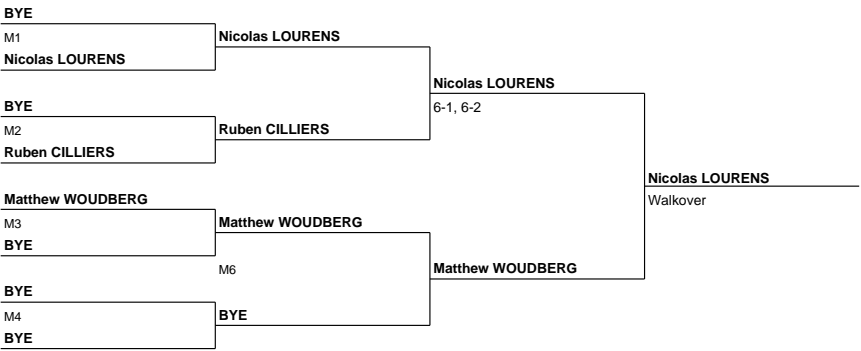 BYE
M1
Nicolas LOURENS
Nicolas LOURENS
Nicolas LOURENS
6-1, 6-2
BYE
M2
Ruben CILLIERS
Ruben CILLIERS
Nicolas LOURENS
Walkover
Matthew WOUDBERG
M3
BYE
Matthew WOUDBERG
M6
Matthew WOUDBERG
BYE
M4
BYE
BYE